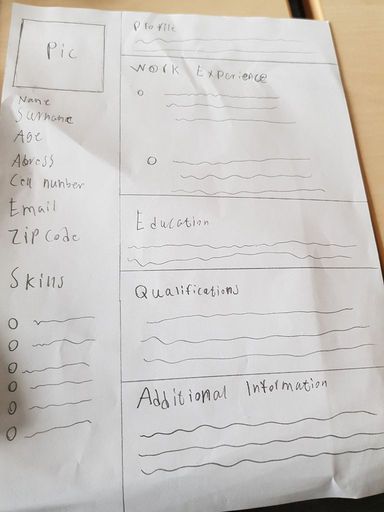 Pic
Name
Surname
Age
Adress
Cell number
Email
Zip Code
Skills
Profile
Work Experience
Education
Qualifications
Additional Information